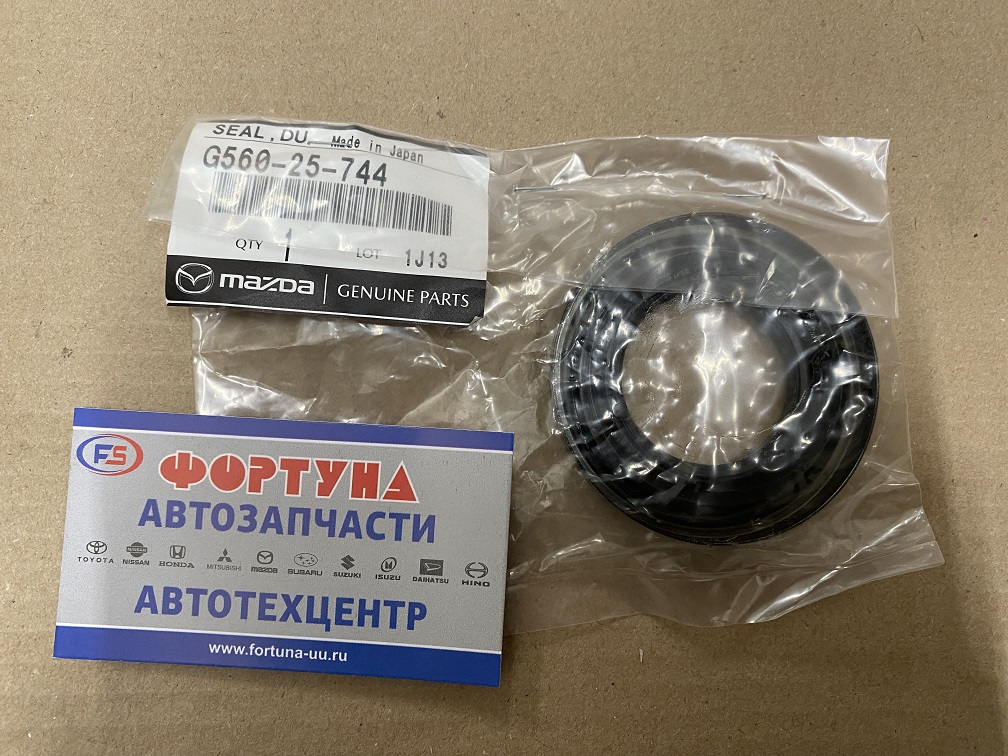 SEAL, DU Made in Japan
G560-25-744
QTY 1 LOT 1J13
mazda GENUINE PARTS
FS ФОРТУНА
АВТОЗАПЧАСТИ
TOYOTA NISSAN HONDA MITSUBISHI mazda SUBARU SUZUKI ISUZU DAIHATSU HINO
АВТОТЕХЦЕНТР
www.fortuna-uu.ru